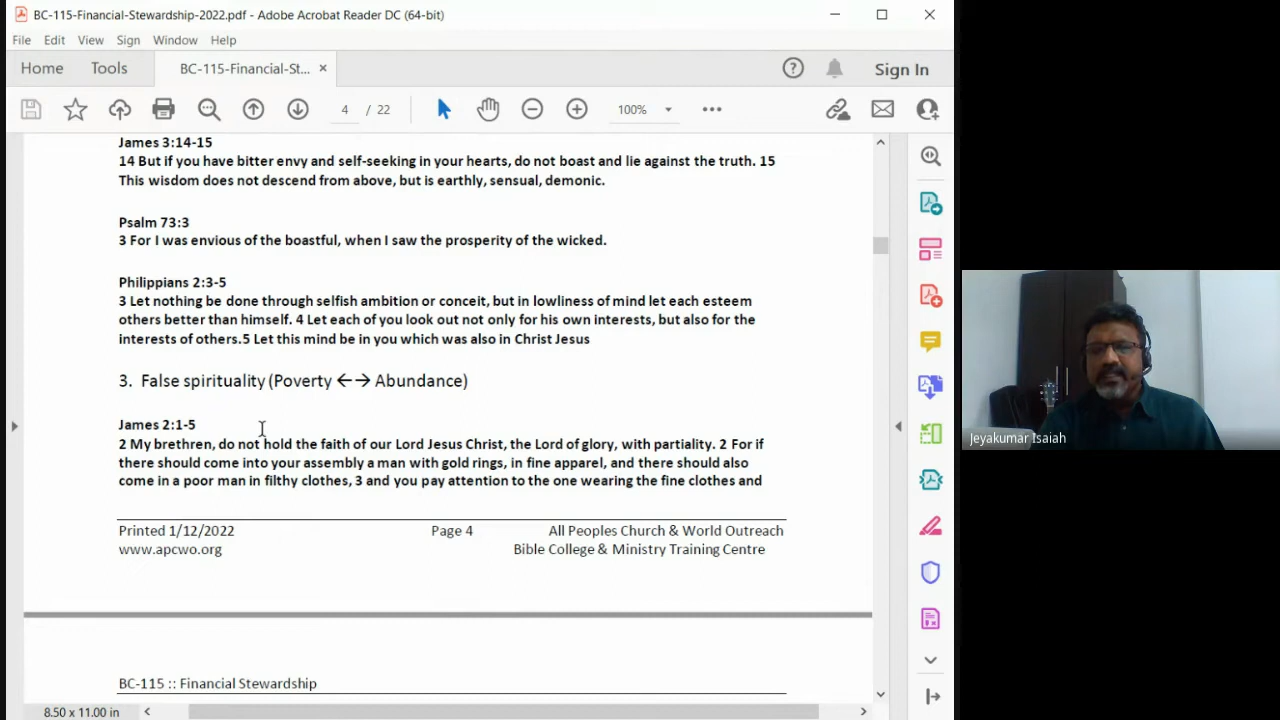 BC-115-Financial-Stewardship-2022.pdf - Adobe Acrobat Reader DC (64-bit)
File Edit View Sign Window Help
Home Tools BC-115-Financial-St... × Sign In
4 / 22 100%
James 3:14-15
14 But if you have bitter envy and self-seeking in your hearts, do not boast and lie against the truth. 15
This wisdom does not descend from above, but is earthly, sensual, demonic.
Psalm 73:3
3 For I was envious of the boastful, when I saw the prosperity of the wicked.
Philippians 2:3-5
3 Let nothing be done through selfish ambition or conceit, but in lowliness of mind let each esteem
others better than himself. 4 Let each of you look out not only for his own interests, but also for the
interests of others.5 Let this mind be in you which was also in Christ Jesus
3. False spirituality (Poverty ←→ Abundance)
James 2:1-5
2 My brethren, do not hold the faith of our Lord Jesus Christ, the Lord of glory, with partiality. 2 For if
there should come into your assembly a man with gold rings, in fine apparel, and there should also
come in a poor man in filthy clothes, 3 and you pay attention to the one wearing the fine clothes and
Printed 1/12/2022 Page 4 All Peoples Church & World Outreach
www.apcwo.org Bible College & Ministry Training Centre
BC-115 :: Financial Stewardship
8.50 x 11.00 in
Jeyakumar Isaiah